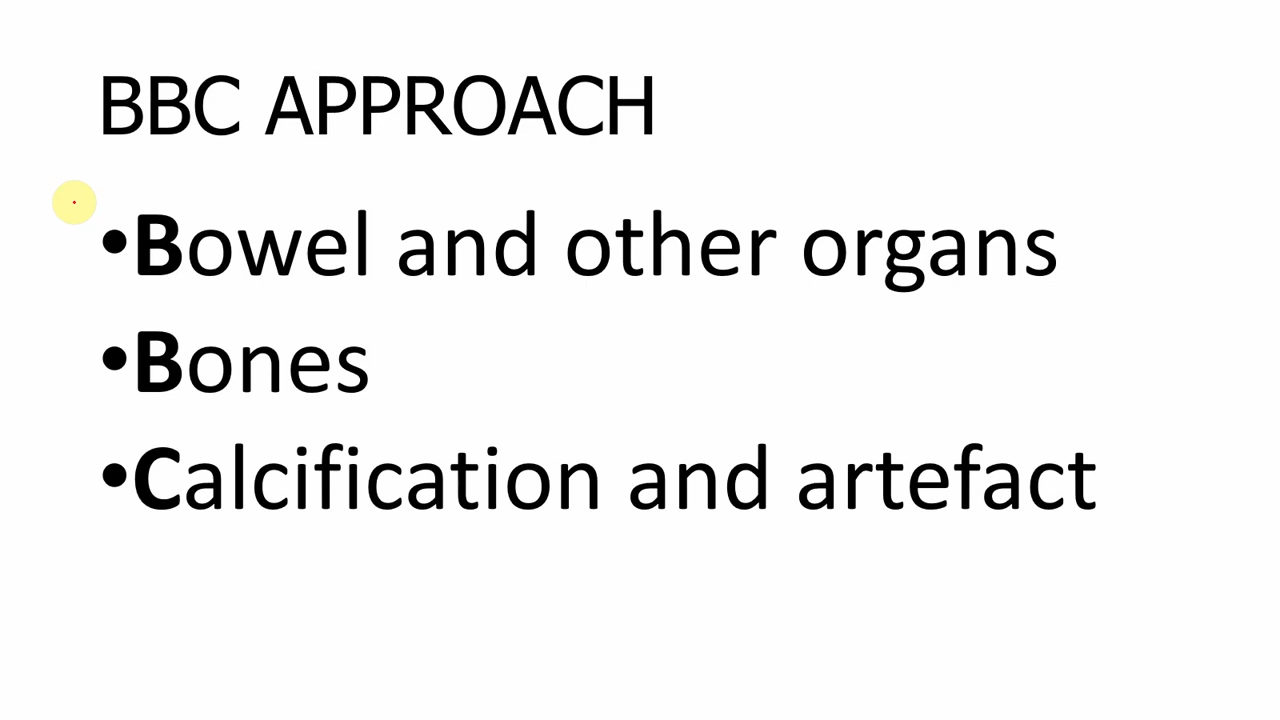 BBC APPROACH
•Bowel and other organs
•Bones
•Calcification and artefact